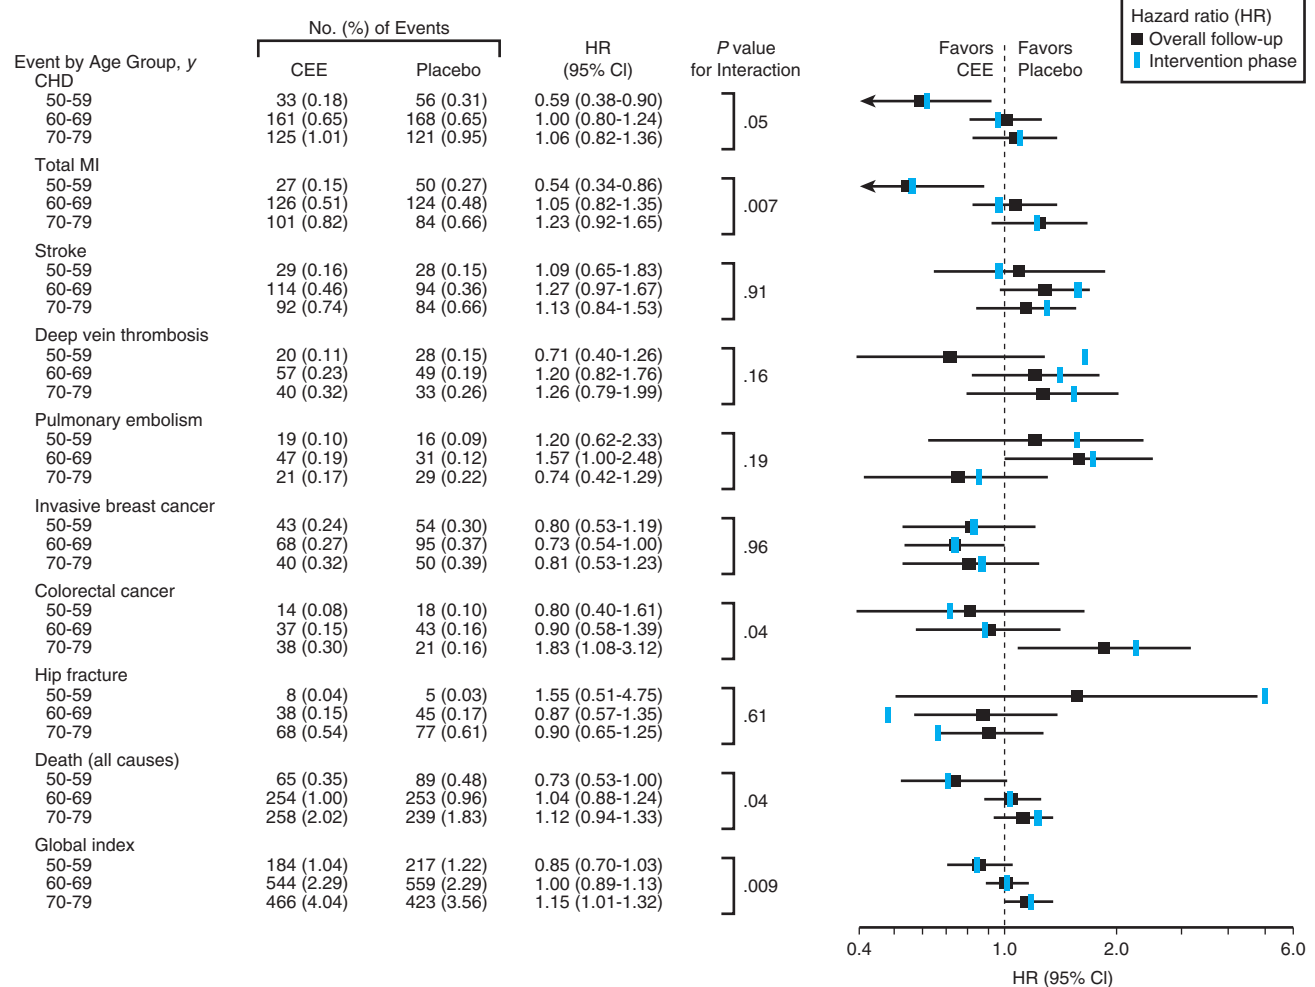 Hazard ratio (HR)
Overall follow-up
Intervention phase
No. (%) of Events
HR P value Favors Favors
Event by Age Group, y CEE Placebo (95% CI) for Interaction CEE Placebo
CHD
50-59 33 (0.18) 56 (0.31) 0.59 (0.38-0.90)
60-69 161 (0.65) 168 (0.65) 1.00 (0.80-1.24) .05
70-79 125 (1.01) 121 (0.95) 1.06 (0.82-1.36)
Total MI
50-59 27 (0.15) 50 (0.27) 0.54 (0.34-0.86)
60-69 126 (0.51) 124 (0.48) 1.05 (0.82-1.35) .007
70-79 101 (0.82) 84 (0.66) 1.23 (0.92-1.65)
Stroke
50-59 29 (0.16) 28 (0.15) 1.09 (0.65-1.83)
60-69 114 (0.46) 94 (0.36) 1.27 (0.97-1.67) .91
70-79 92 (0.74) 84 (0.66) 1.13 (0.84-1.53)
Deep vein thrombosis
50-59 20 (0.11) 28 (0.15) 0.71 (0.40-1.26)
60-69 57 (0.23) 49 (0.19) 1.20 (0.82-1.76) .16
70-79 40 (0.32) 33 (0.26) 1.26 (0.79-1.99)
Pulmonary embolism
50-59 19 (0.10) 16 (0.09) 1.20 (0.62-2.33)
60-69 47 (0.19) 31 (0.12) 1.57 (1.00-2.48) .19
70-79 21 (0.17) 29 (0.22) 0.74 (0.42-1.29)
Invasive breast cancer
50-59 43 (0.24) 54 (0.30) 0.80 (0.53-1.19)
60-69 68 (0.27) 95 (0.37) 0.73 (0.54-1.00) .96
70-79 40 (0.32) 50 (0.39) 0.81 (0.53-1.23)
Colorectal cancer
50-59 14 (0.08) 18 (0.10) 0.80 (0.40-1.61)
60-69 37 (0.15) 43 (0.16) 0.90 (0.58-1.39) .04
70-79 38 (0.30) 21 (0.16) 1.83 (1.08-3.12)
Hip fracture
50-59 8 (0.04) 5 (0.03) 1.55 (0.51-4.75)
60-69 38 (0.15) 45 (0.17) 0.87 (0.57-1.35) .61
70-79 68 (0.54) 77 (0.61) 0.90 (0.65-1.25)
Death (all causes)
50-59 65 (0.35) 89 (0.48) 0.73 (0.53-1.00)
60-69 254 (1.00) 253 (0.96) 1.04 (0.88-1.24) .04
70-79 258 (2.02) 239 (1.83) 1.12 (0.94-1.33)
Global index
50-59 184 (1.04) 217 (1.22) 0.85 (0.70-1.03)
60-69 544 (2.29) 559 (2.29) 1.00 (0.89-1.13) .009
70-79 466 (4.04) 423 (3.56) 1.15 (1.01-1.32)
0.4 1.0 2.0 6.0
HR (95% CI)